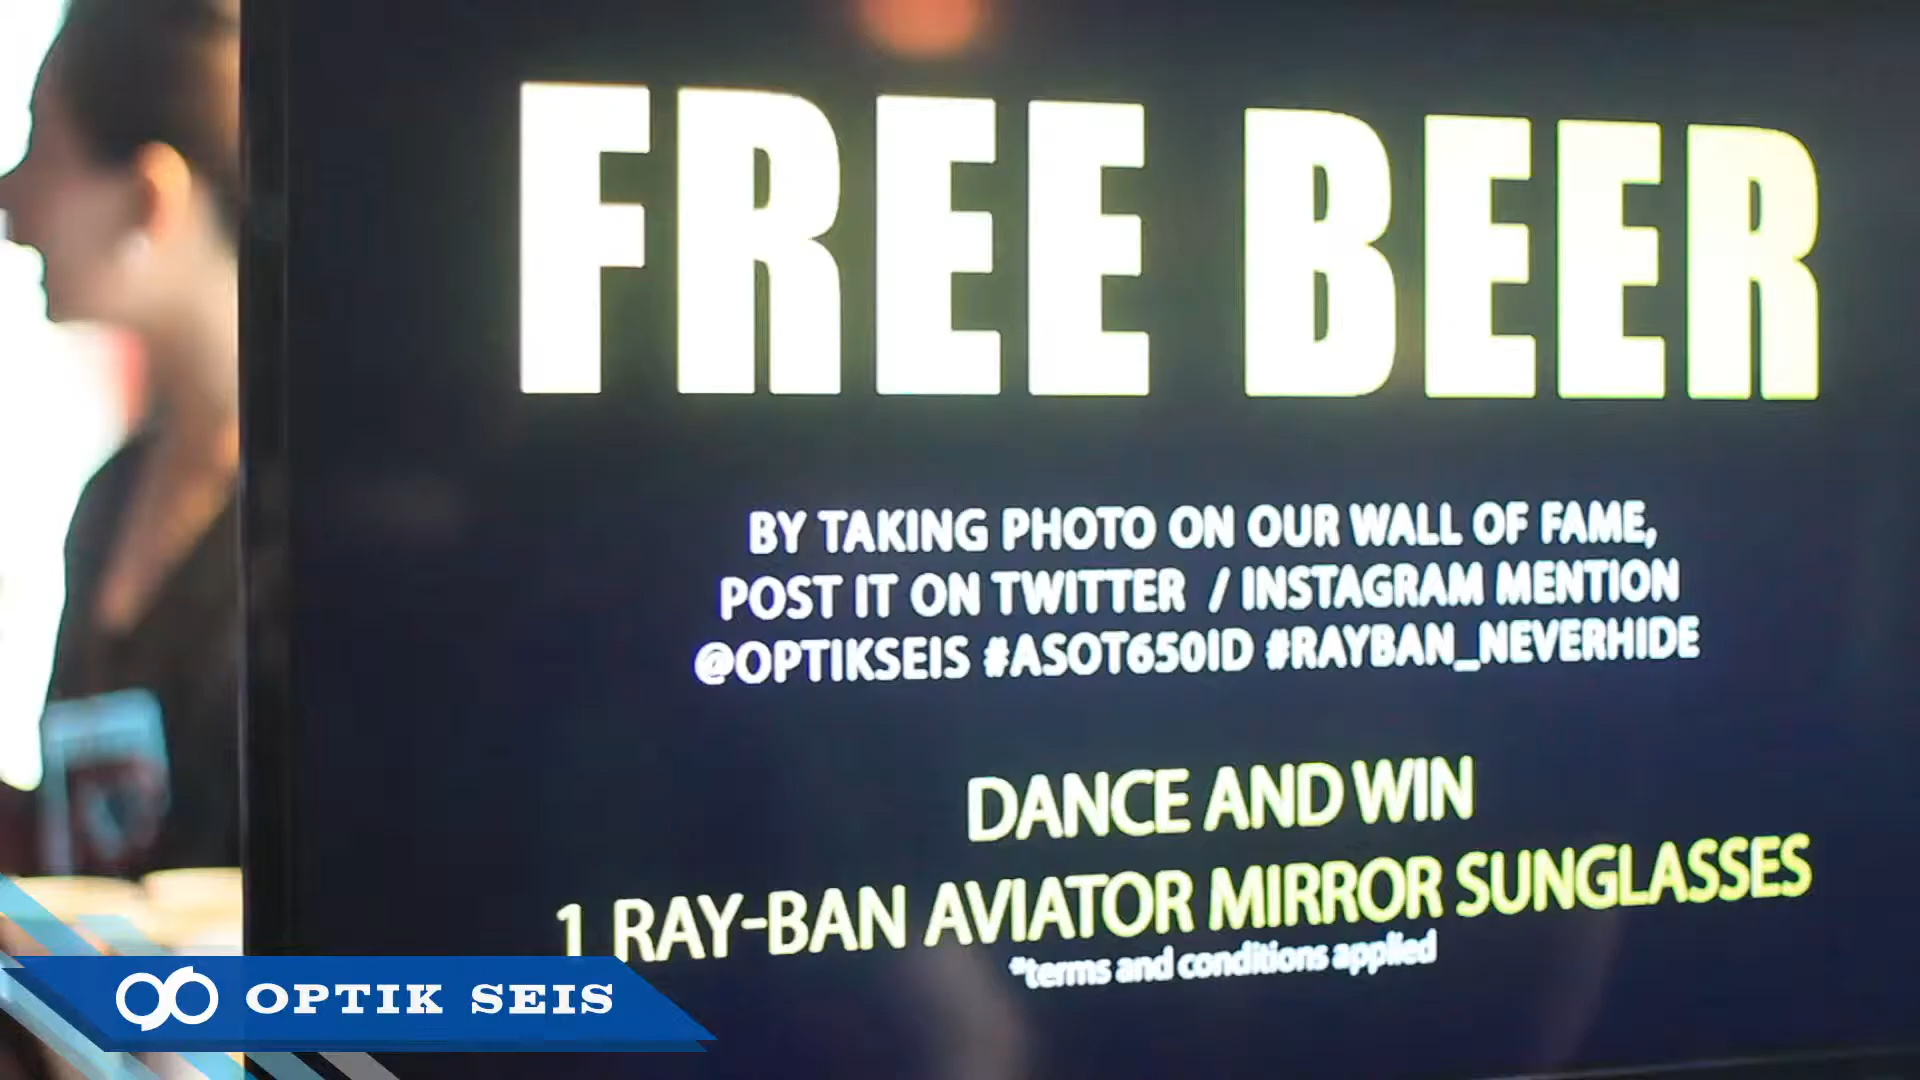 FREE BEER
BY TAKING PHOTO ON OUR WALL OF FAME,
POST IT ON TWITTER / INSTAGRAM MENTION
@OPTIKSEIS #ASOT650ID #RAYBAN_NEVERHIDE
DANCE AND WIN
1 RAY-BAN AVIATOR MIRROR SUNGLASSES
*terms and conditions applied
OPTIK SEIS